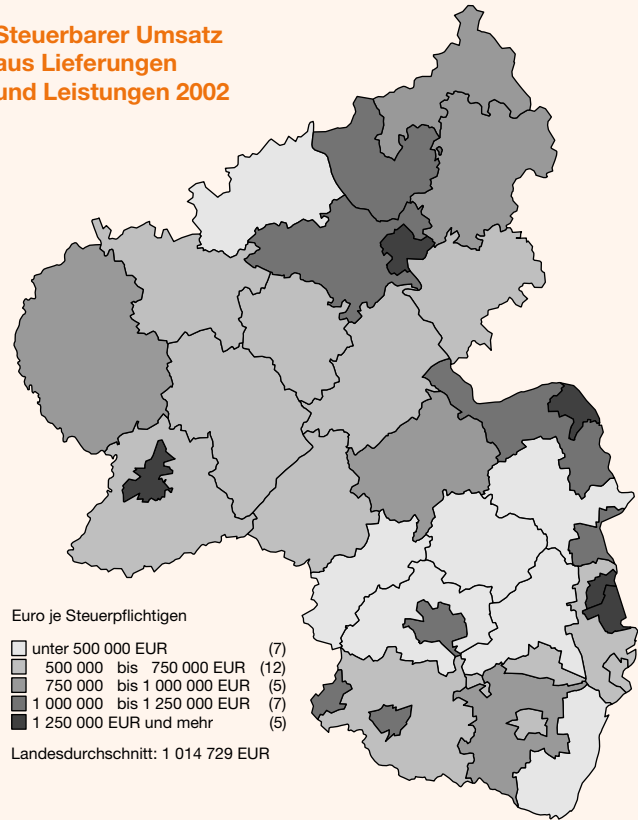 Steuerbarer Umsatz
aus Lieferungen
und Leistungen 2002
Euro je Steuerpflichtigen
unter 500 000 EUR (7)
500 000 bis 750 000 EUR (12)
750 000 bis 1 000 000 EUR (5)
1 000 000 bis 1 250 000 EUR (7)
1 250 000 EUR und mehr (5)
Landesdurchschnitt: 1 014 729 EUR